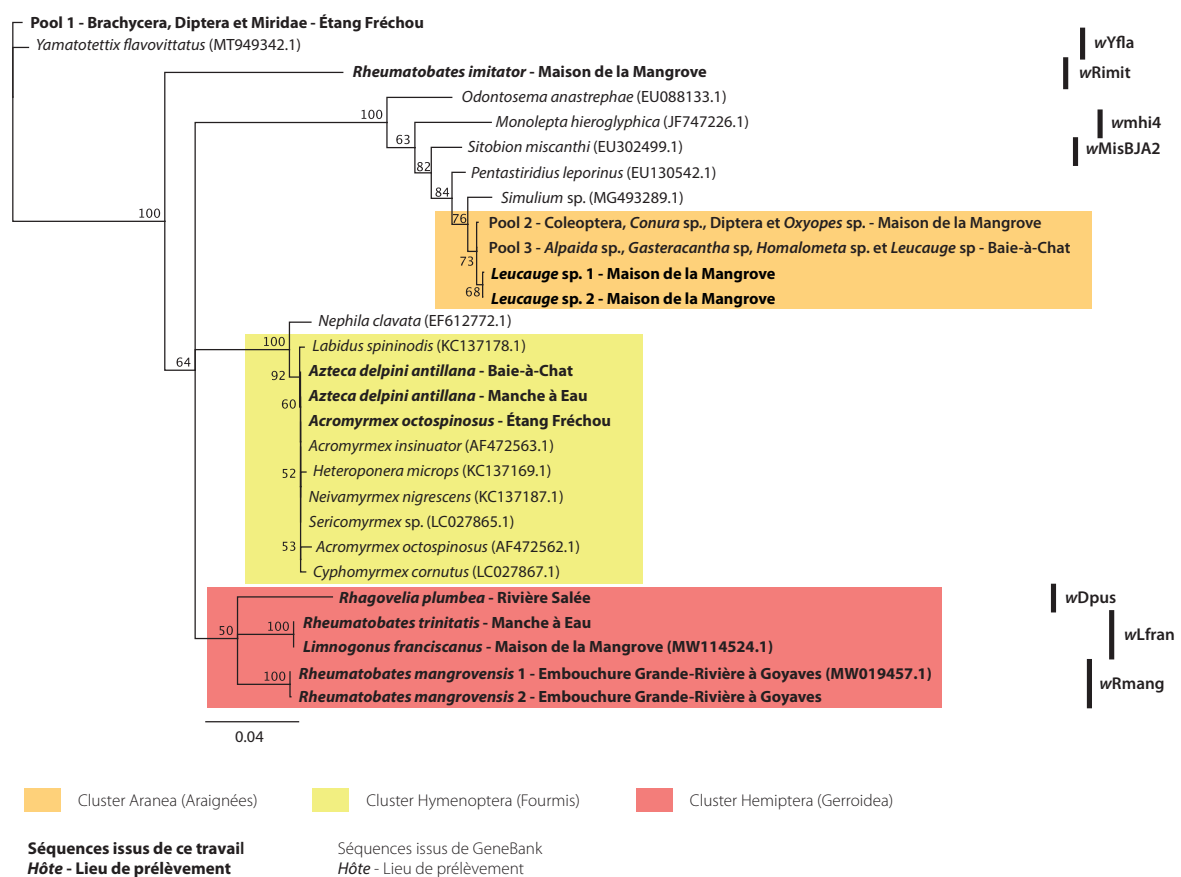 Pool 1 - Brachycera, Diptera et Miridae - Étang Fréchou
Yamatotettix flavovittatus (MT949342.1)
wYfla
Rheumatobates imitator - Maison de la Mangrove
wRimit
Odontosema anastrephae (EU088133.1)
100
Monolepta hieroglyphica (JF747226.1)
wmhi4
63
Sitobion miscanthi (EU302499.1)
wMisBJA2
82
Pentastiridius leporinus (EU130542.1)
84
Simulium sp. (MG493289.1)
100
76
Pool 2 - Coleoptera, Conura sp., Diptera et Oxyopes sp. - Maison de la Mangrove
Pool 3 - Alpaida sp., Gasteracantha sp, Homalometa sp. et Leucauge sp - Baie-à-Chat
73
Leucauge sp. 1 - Maison de la Mangrove
68
Leucauge sp. 2 - Maison de la Mangrove
Nephila clavata (EF612772.1)
100
Labidus spininodis (KC137178.1)
64
Azteca delpini antillana - Baie-à-Chat
92
Azteca delpini antillana - Manche à Eau
60
Acromyrmex octospinosus - Étang Fréchou
Acromyrmex insinuator (AF472563.1)
52
Heteroponera microps (KC137169.1)
Neivamyrmex nigrescens (KC137187.1)
Sericomyrmex sp. (LC027865.1)
53
Acromyrmex octospinosus (AF472562.1)
Cyphomyrmex cornutus (LC027867.1)
Rhagovelia plumbea - Rivière Salée
wDpus
Rheumatobates trinitatis - Manche à Eau
50
100
wLfran
Limnogonus franciscanus - Maison de la Mangrove (MW114524.1)
Rheumatobates mangrovensis 1 - Embouchure Grande-Rivière à Goyaves (MW019457.1)
100
wRmang
Rheumatobates mangrovensis 2 - Embouchure Grande-Rivière à Goyaves
0.04
Cluster Aranea (Araignées)
Cluster Hymenoptera (Fourmis)
Cluster Hemiptera (Gerroidea)
Séquences issus de ce travail
Hôte - Lieu de prélèvement
Séquences issus de GeneBank
Hôte - Lieu de prélèvement